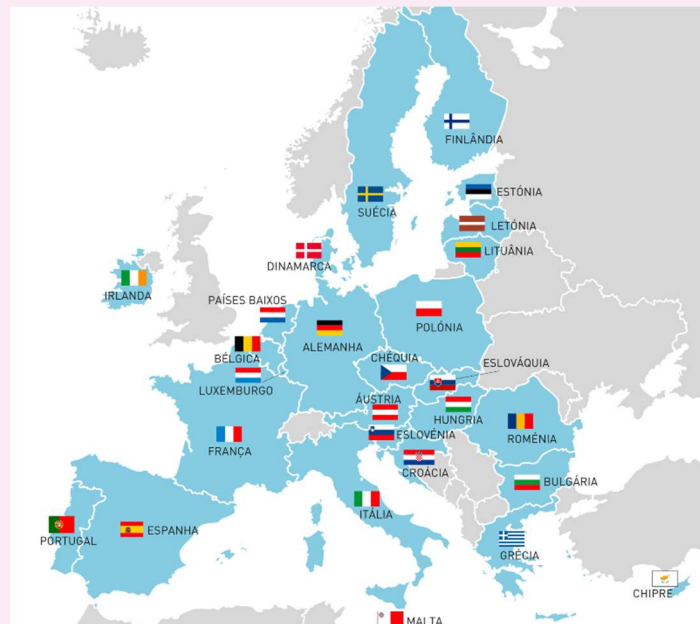 FINLÂNDIA
ESTÓNIA
SUÉCIA
LETÓNIA
LITUÂNIA
DINAMARCA
IRLANDA
PAÍSES BAIXOS
POLÓNIA
ALEMANHA
BÉLGICA
CHÉQUIA
ESLOVÁQUIA
LUXEMBURGO
ÁUSTRIA
HUNGRIA
ESLOVÉNIA
ROMÉNIA
FRANÇA
CROÁCIA
BULGÁRIA
ITÁLIA
ESPANHA
PORTUGAL
GRÉCIA
CHIPRE
MALTA